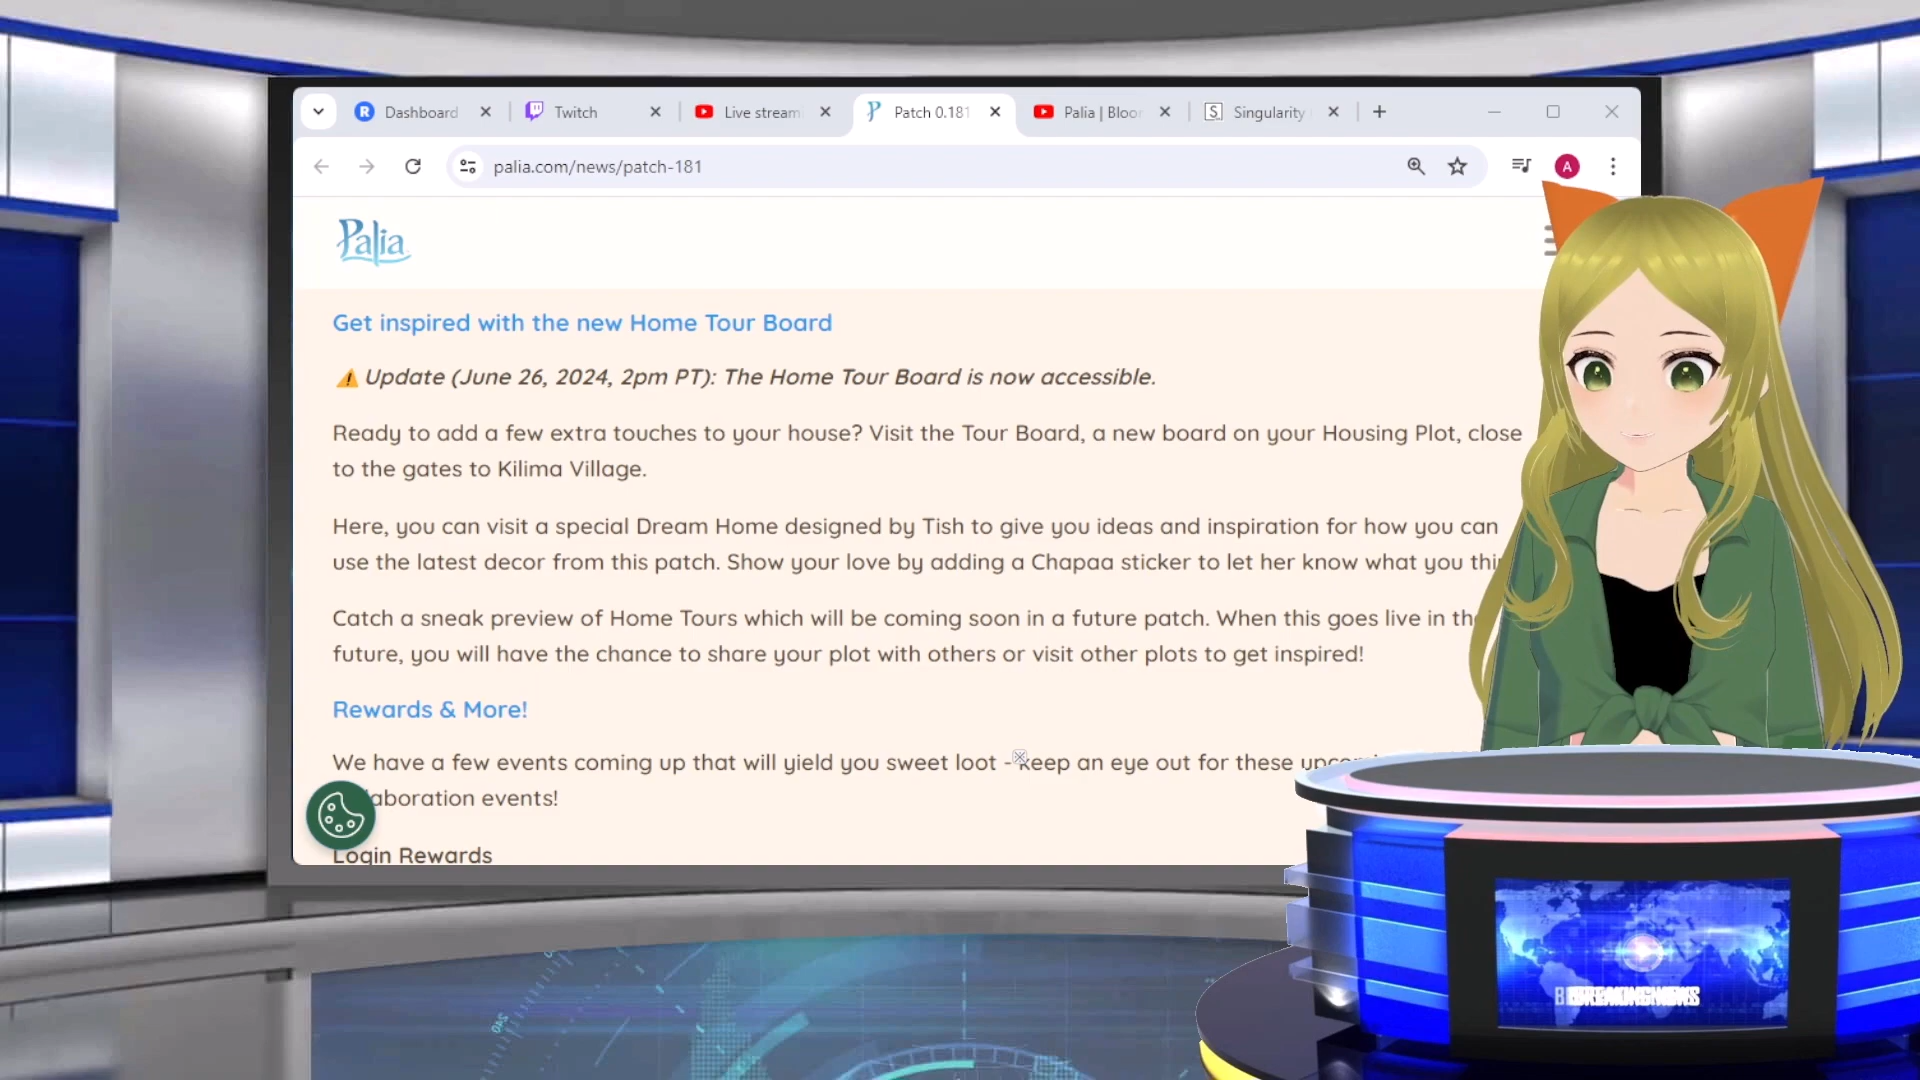 Dashboard
Twitch
Live stream
Patch 0.181
Palia | Bloo
Singularity
palia.com/news/patch-181
A
Palia
Get inspired with the new Home Tour Board
Update (June 26, 2024, 2pm PT): The Home Tour Board is now accessible.
Ready to add a few extra touches to your house? Visit the Tour Board, a new board on your Housing Plot, close
to the gates to Kilima Village.
Here, you can visit a special Dream Home designed by Tish to give you ideas and inspiration for how you can
use the latest decor from this patch. Show your love by adding a Chapaa sticker to let her know what you thi
Catch a sneak preview of Home Tours which will be coming soon in a future patch. When this goes live in the
future, you will have the chance to share your plot with others or visit other plots to get inspired!
Rewards & More!
We have a few events coming up that will yield you sweet loot - keep an eye out for these
laboration events!
Login Rewards